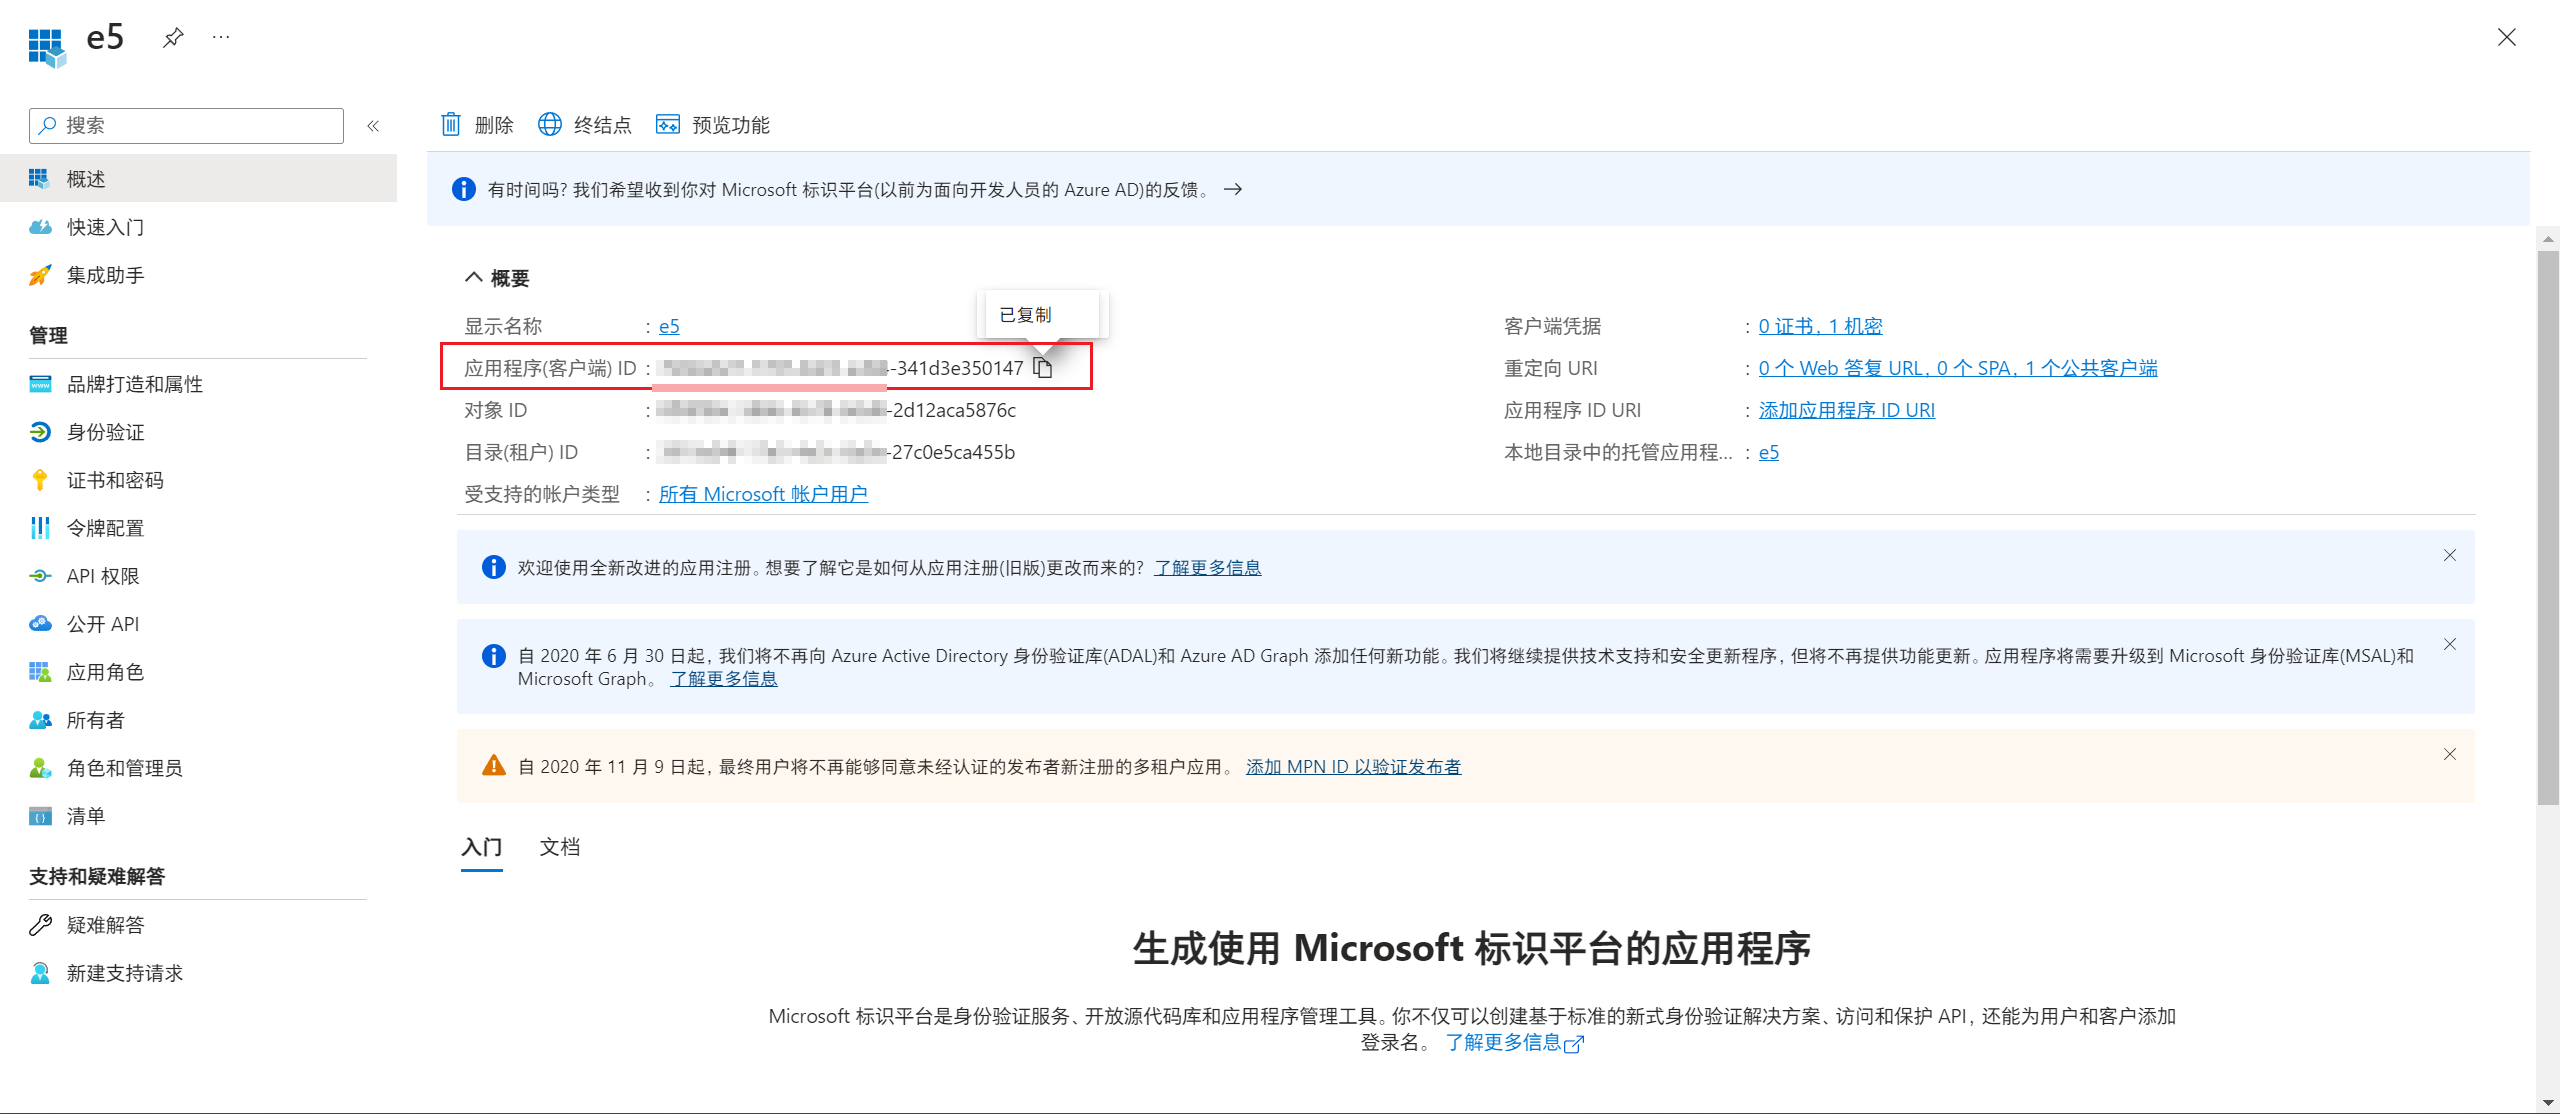 e5
搜索
概述
快速入门
集成助手
管理
品牌打造和属性
身份验证
证书和密码
令牌配置
API 权限
公开 API
应用角色
所有者
角色和管理员
清单
支持和疑难解答
疑难解答
新建支持请求
删除 终结点 预览功能
有时间吗? 我们希望收到你对 Microsoft 标识平台(以前为面向开发人员的 Azure AD)的反馈。 →
概要
已复制
显示名称 : e5
应用程序(客户端) ID : -341d3e350147
对象 ID : -2d12aca5876c
目录(租户) ID : -27c0e5ca455b
受支持的帐户类型 : 所有 Microsoft 帐户用户
客户端凭据 : 0 证书, 1 机密
重定向 URI : 0 个 Web 答复 URL, 0 个 SPA, 1 个公共客户端
应用程序 ID URI : 添加应用程序 ID URI
本地目录中的托管应用程... : e5
欢迎使用全新改进的应用注册。想要了解它是如何从应用注册(旧版)更改而来的? 了解更多信息
自 2020 年 6 月 30 日起, 我们将不再向 Azure Active Directory 身份验证库(ADAL)和 Azure AD Graph 添加任何新功能。我们将继续提供技术支持和安全更新程序, 但将不再提供功能更新。应用程序将需要升级到 Microsoft 身份验证库(MSAL)和
Microsoft Graph。 了解更多信息
自 2020 年 11 月 9 日起, 最终用户将不再能够同意未经认证的发布者新注册的多租户应用。 添加 MPN ID 以验证发布者
入门 文档
生成使用 Microsoft 标识平台的应用程序
Microsoft 标识平台是身份验证服务、开放源代码库和应用程序管理工具。你不仅可以创建基于标准的新式身份验证解决方案、访问和保护 API, 还能为用户和客户添加
登录名。 了解更多信息